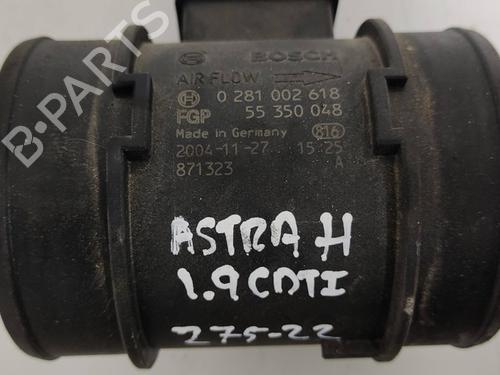 BOSCH
AIR FLOW
0 281 002 618
FGP 55 350 048
Made in Germany 816
2004-11-27 15:25
871323 A
ASTRA H
1.9 CDTI
275-22